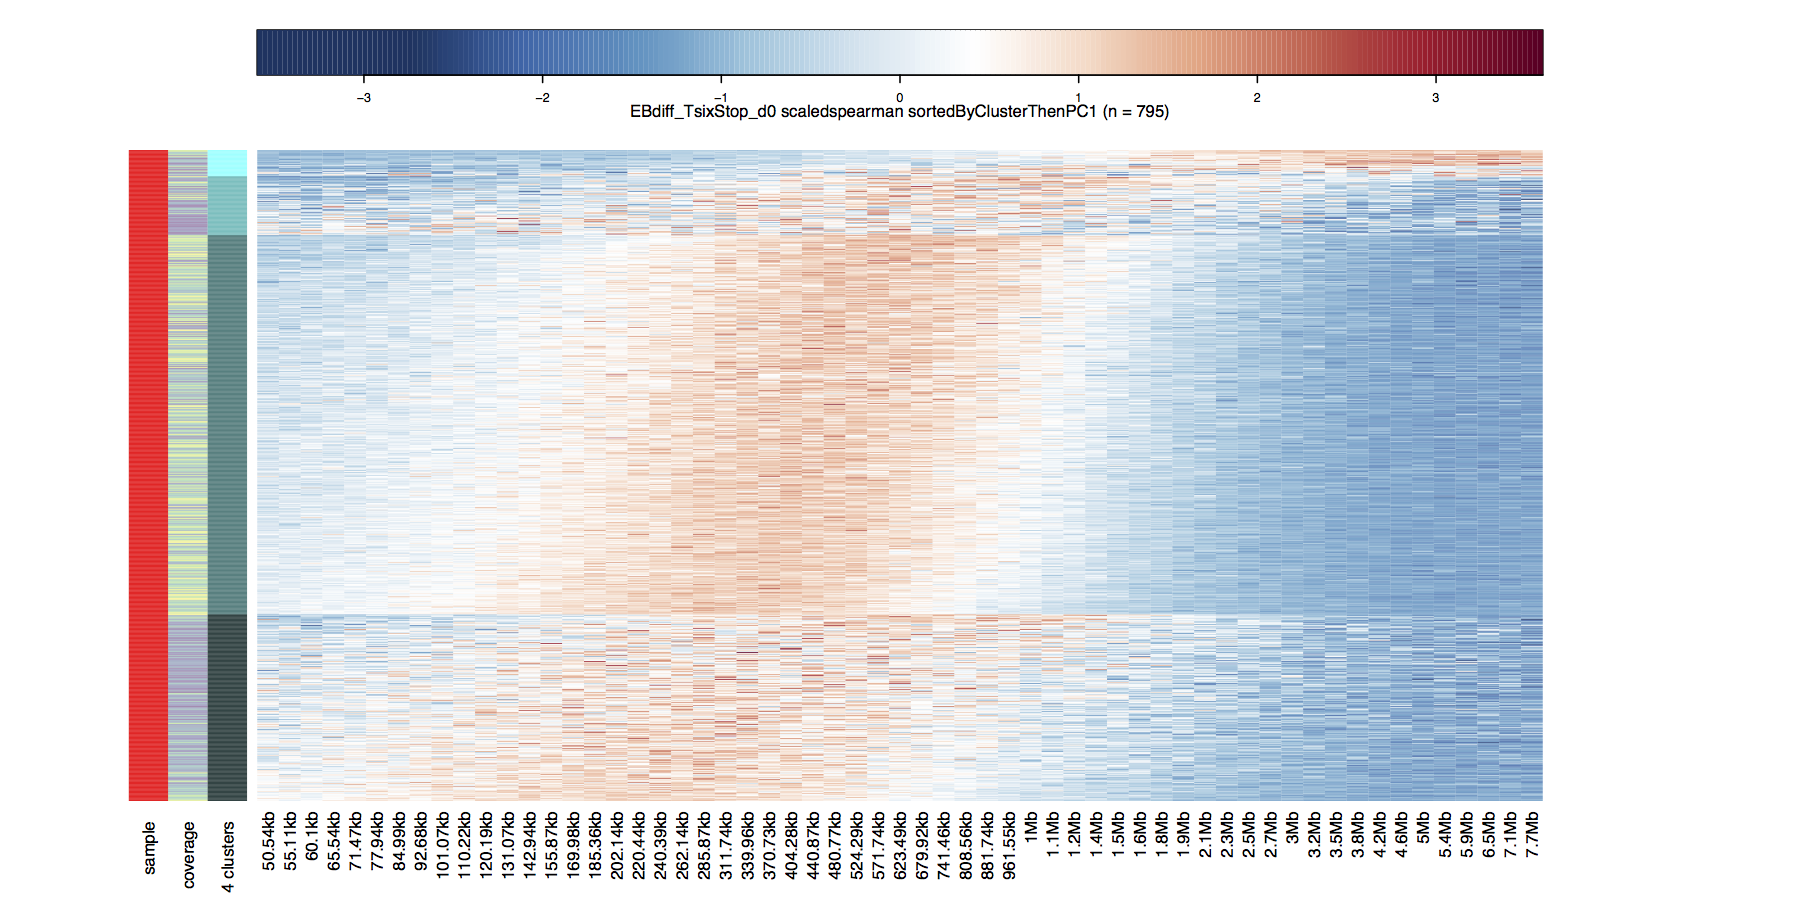 −3 −2 −1 0 1 2 3
EBdiff_TsixStop_d0 scaledspearman sortedByClusterThenPC1 (n = 795)
sample
coverage
4 clusters
50.54kb
55.11kb
60.1kb
65.54kb
71.47kb
77.94kb
84.99kb
92.68kb
101.07kb
110.22kb
120.19kb
131.07kb
142.94kb
155.87kb
169.98kb
185.36kb
202.14kb
220.44kb
240.39kb
262.14kb
285.87kb
311.74kb
339.96kb
370.73kb
404.28kb
440.87kb
480.77kb
524.29kb
571.74kb
623.49kb
679.92kb
741.46kb
808.56kb
881.74kb
961.55kb
1Mb
1.1Mb
1.2Mb
1.4Mb
1.5Mb
1.6Mb
1.8Mb
1.9Mb
2.1Mb
2.3Mb
2.5Mb
2.7Mb
3Mb
3.2Mb
3.5Mb
3.8Mb
4.2Mb
4.6Mb
5Mb
5.4Mb
5.9Mb
6.5Mb
7.1Mb
7.7Mb